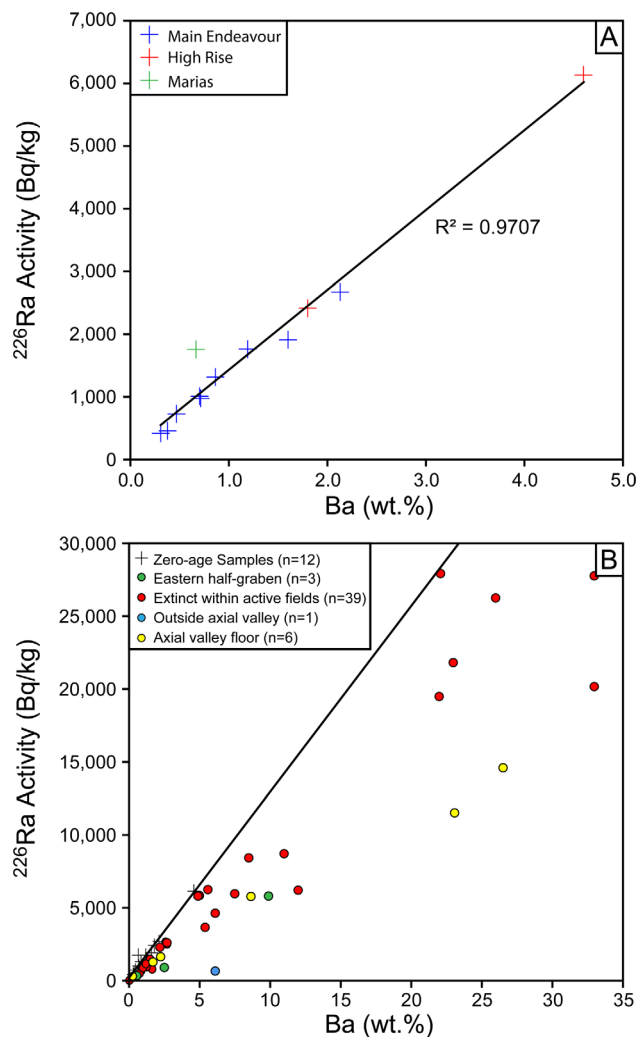 7,000
6,000
5,000
4,000
3,000
2,000
1,000
0
²²⁶Ra Activity (Bq/kg)
Main Endeavour
High Rise
Marias
A
R² = 0.9707
0.0 1.0 2.0 3.0 4.0 5.0
Ba (wt.%)
30,000
25,000
20,000
15,000
10,000
5,000
0
²²⁶Ra Activity (Bq/kg)
Zero-age Samples (n=12)
Eastern half-graben (n=3)
Extinct within active fields (n=39)
Outside axial valley (n=1)
Axial valley floor (n=6)
B
0 5 10 15 20 25 30 35
Ba (wt.%)